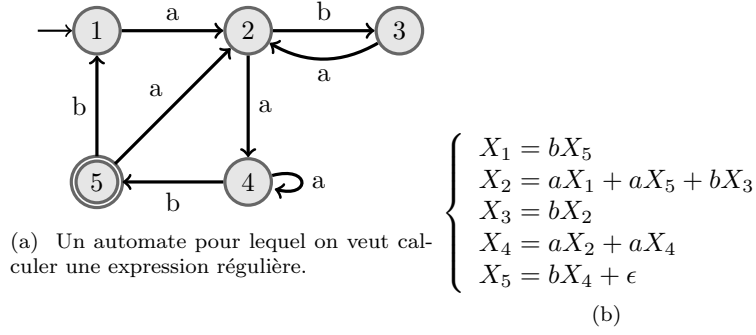 a
b
1
2
3
a
b
a
a
5
4
a
b
(a) Un automate pour lequel on veut cal-
culer une expression régulière.
X1 = bX5
X2 = aX1 + aX5 + bX3
X3 = bX2
X4 = aX2 + aX4
X5 = bX4 + ϵ
(b)